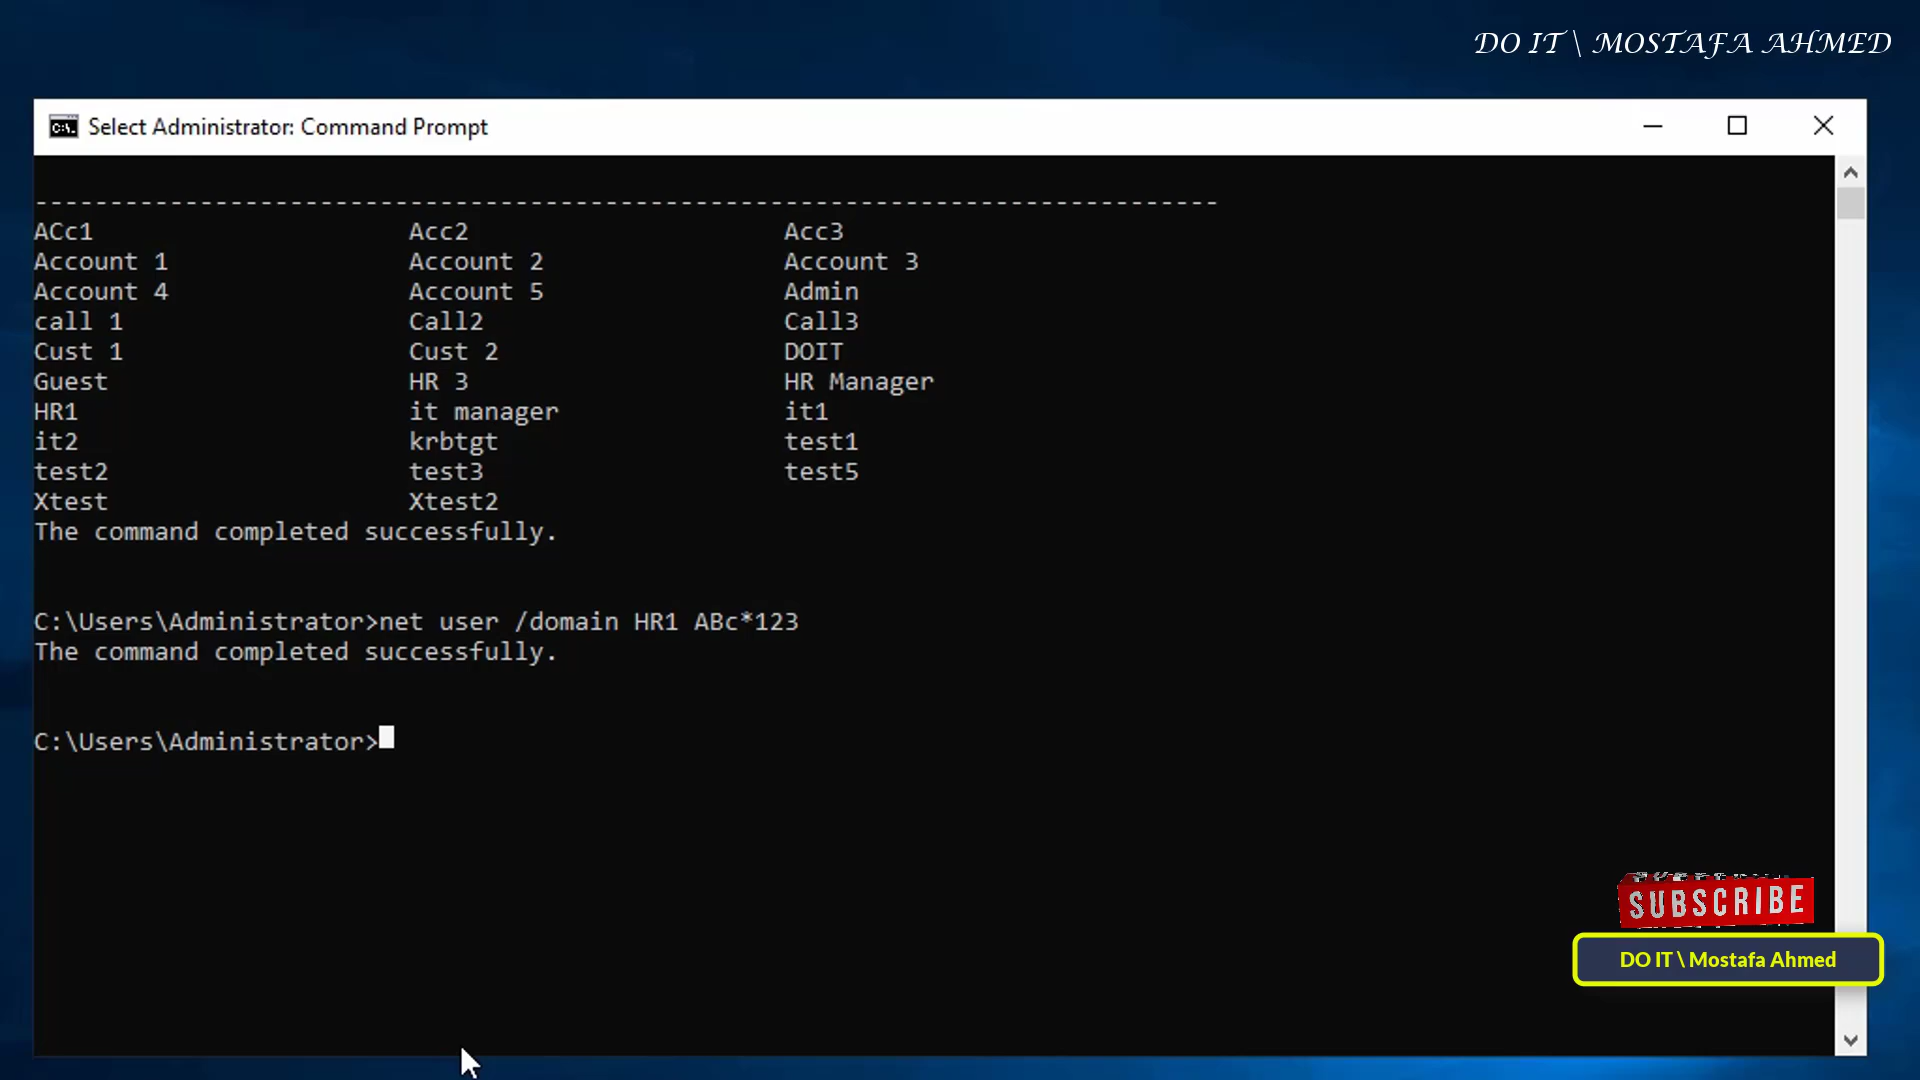 DO IT \ MOSTAFA AHMED
Select Administrator: Command Prompt
-------------------------------------------------------------------------------
ACc1                     Acc2                     Acc3
Account 1                Account 2                Account 3
Account 4                Account 5                Admin
call 1                   Call2                    Call3
Cust 1                   Cust 2                   DOIT
Guest                    HR 3                     HR Manager
HR1                      it manager               it1
it2                      krbtgt                   test1
test2                    test3                    test5
Xtest                    Xtest2
The command completed successfully.
C:\Users\Administrator>net user /domain HR1 ABc*123
The command completed successfully.
C:\Users\Administrator>
SUBSCRIBE
DO IT \ Mostafa Ahmed